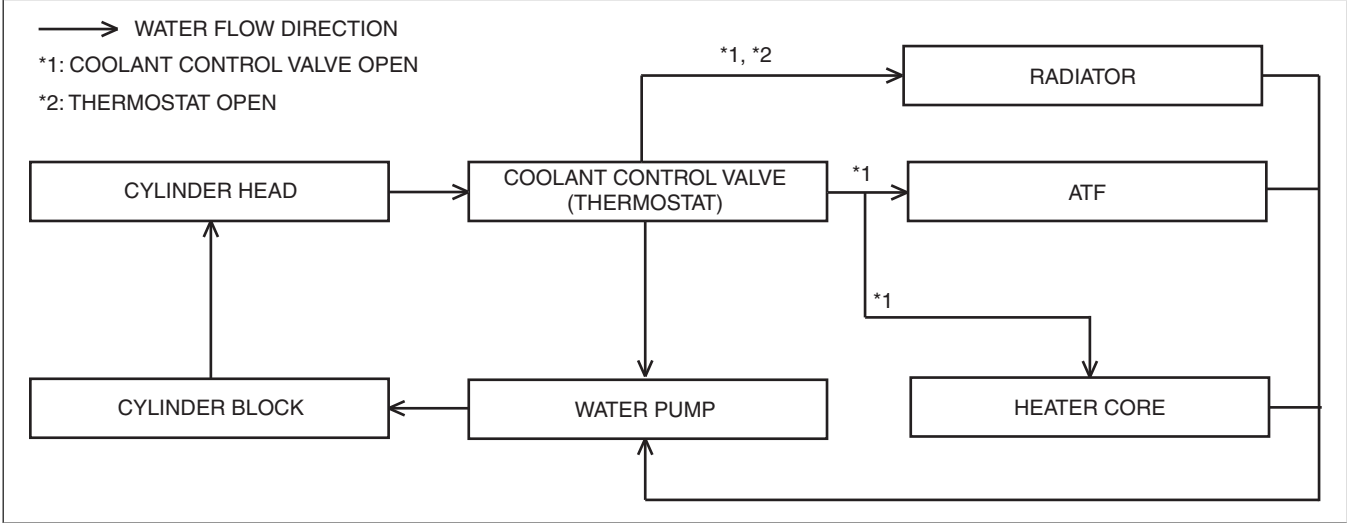 WATER FLOW DIRECTION
*1: COOLANT CONTROL VALVE OPEN
*2: THERMOSTAT OPEN
*1, *2
RADIATOR
CYLINDER HEAD
COOLANT CONTROL VALVE
(THERMOSTAT)
*1
ATF
*1
CYLINDER BLOCK
WATER PUMP
HEATER CORE